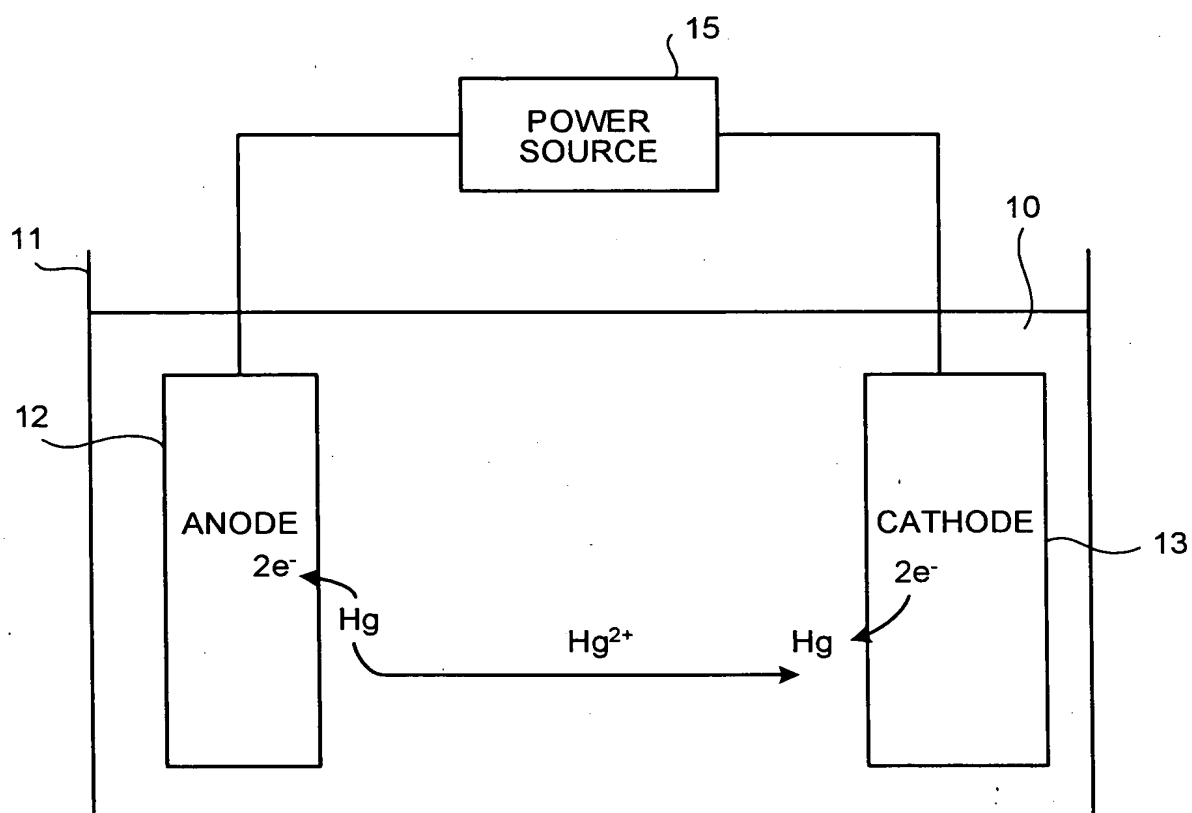 15
POWER
SOURCE
11
10
12
ANODE
CATHODE
13
2e⁻
2e⁻
Hg
Hg²⁺
Hg